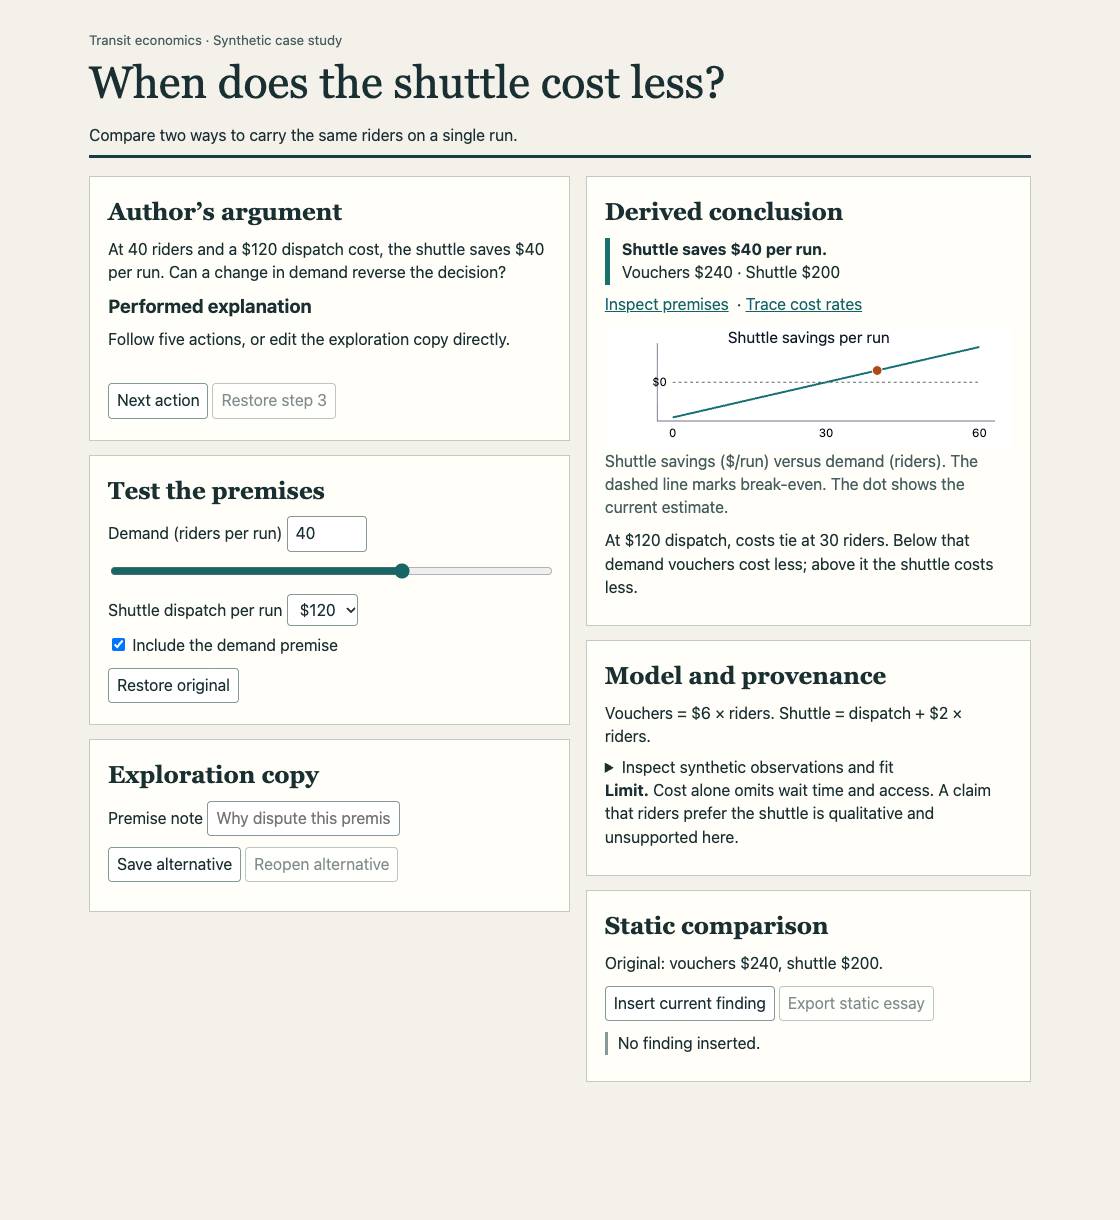 Transit economics · Synthetic case study
When does the shuttle cost less?
Compare two ways to carry the same riders on a single run.
Author’s argument
At 40 riders and a $120 dispatch cost, the shuttle saves $40
per run. Can a change in demand reverse the decision?
Performed explanation
Follow five actions, or edit the exploration copy directly.
Next action
Restore step 3
Test the premises
Demand (riders per run) 40
Shuttle dispatch per run $120
Include the demand premise
Restore original
Exploration copy
Premise note Why dispute this premis
Save alternative
Reopen alternative
Derived conclusion
Shuttle saves $40 per run.
Vouchers $240 · Shuttle $200
Inspect premises · Trace cost rates
Shuttle savings per run
$0
0 30 60
Shuttle savings ($/run) versus demand (riders). The
dashed line marks break-even. The dot shows the
current estimate.
At $120 dispatch, costs tie at 30 riders. Below that
demand vouchers cost less; above it the shuttle costs
less.
Model and provenance
Vouchers = $6 × riders. Shuttle = dispatch + $2 ×
riders.
Inspect synthetic observations and fit
Limit. Cost alone omits wait time and access. A claim
that riders prefer the shuttle is qualitative and
unsupported here.
Static comparison
Original: vouchers $240, shuttle $200.
Insert current finding
Export static essay
No finding inserted.